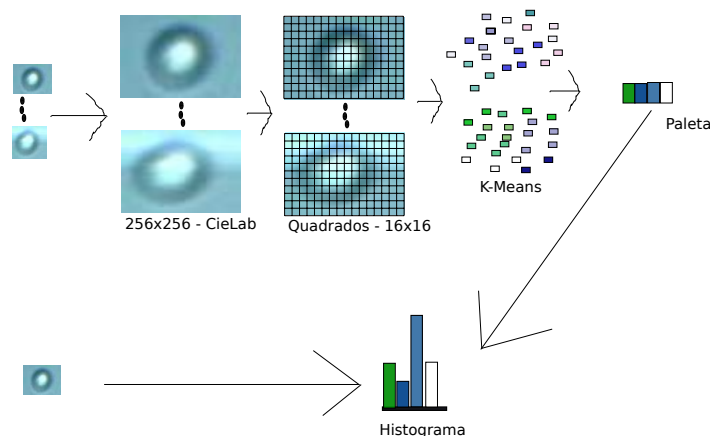 256x256 - CieLab
Quadrados - 16x16
K-Means
Paleta
Histograma